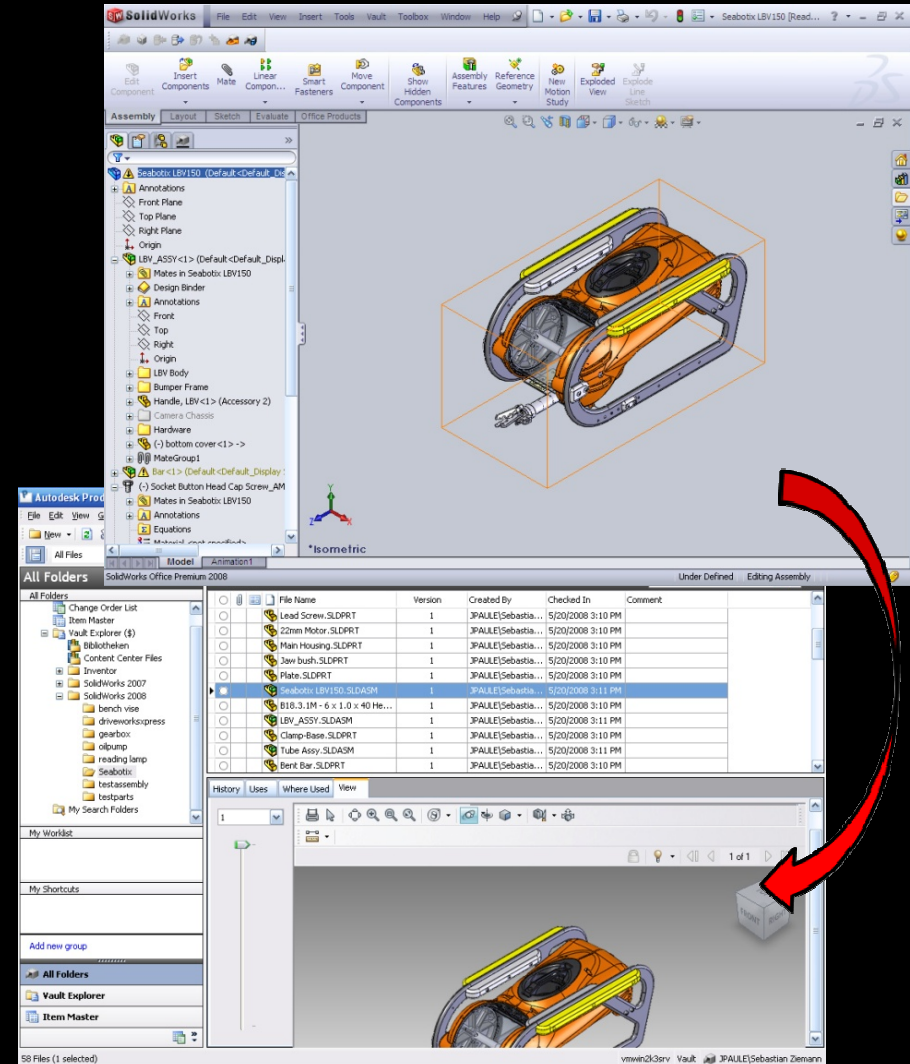 SolidWorks File Edit View Insert Tools Vault Toolbox Window Help Seabotix LBV150 [Read...
Edit Component
Insert Components
Mate
Linear Compon...
Smart Fasteners
Move Component
Show Hidden Components
Assembly Features
Reference Geometry
New Motion Study
Exploded View
Explode Line Sketch
Assembly Layout Sketch Evaluate Office Products
Seabotix LBV150 (Default<Default_Dis
Annotations
Front Plane
Top Plane
Right Plane
Origin
LBV_ASSY<1> (Default<Default_Displ
Mates in Seabotix LBV150
Design Binder
Annotations
Front
Top
Right
Origin
LBV Body
Bumper Frame
Handle, LBV<1> (Accessory 2)
Camera Chassis
Hardware
(-) bottom cover<1> ->
MateGroup1
Bar<1> (Default<Default_Display
(-) Socket Button Head Cap Screw_AM
Mates in Seabotix LBV150
Annotations
Equations
Material <not specified>
Y
Z X
*Isometric
Model Animation1
SolidWorks Office Premium 2008 Under Defined Editing Assembly
Autodesk Prod
File Edit View G
New
All Files
All Folders
All Folders
Change Order List
Item Master
Vault Explorer ($)
Bibliotheken
Content Center Files
Inventor
SolidWorks 2007
SolidWorks 2008
bench vise
driveworksxpress
gearbox
oilpump
reading lamp
Seabotix
testassembly
testparts
My Search Folders
My Worklist
My Shortcuts
Add new group
All Folders
Vault Explorer
Item Master
File Name Version Created By Checked In Comment
Lead Screw.SLDPRT 1 JPAULE\Sebastia... 5/20/2008 3:10 PM
22mm Motor.SLDPRT 1 JPAULE\Sebastia... 5/20/2008 3:10 PM
Main Housing.SLDPRT 1 JPAULE\Sebastia... 5/20/2008 3:10 PM
Jaw bush.SLDPRT 1 JPAULE\Sebastia... 5/20/2008 3:10 PM
Plate.SLDPRT 1 JPAULE\Sebastia... 5/20/2008 3:10 PM
Seabotix LBV150.SLDASM 1 JPAULE\Sebastia... 5/20/2008 3:11 PM
B18.3.1M - 6 x 1.0 x 40 He... 1 JPAULE\Sebastia... 5/20/2008 3:10 PM
LBV_ASSY.SLDASM 1 JPAULE\Sebastia... 5/20/2008 3:11 PM
Clamp-Base.SLDPRT 1 JPAULE\Sebastia... 5/20/2008 3:10 PM
Tube Assy.SLDASM 1 JPAULE\Sebastia... 5/20/2008 3:11 PM
Bent Bar.SLDPRT 1 JPAULE\Sebastia... 5/20/2008 3:10 PM
History Uses Where Used View
1
1 of 1
FRONT RIGHT
58 Files (1 selected) vmwin2k3srv Vault JPAULE\Sebastian Ziemann